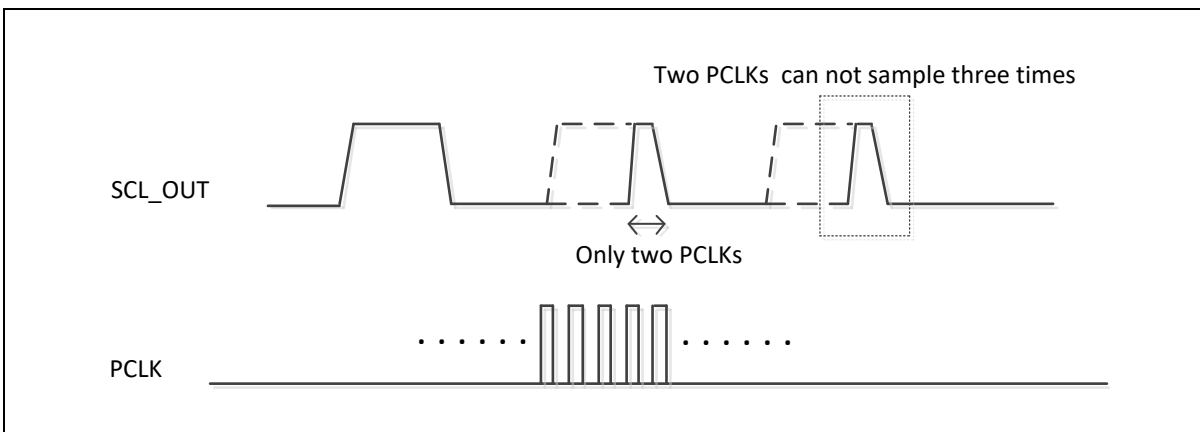 Two PCLKs can not sample three times
SCL_OUT
Only two PCLKs
PCLK